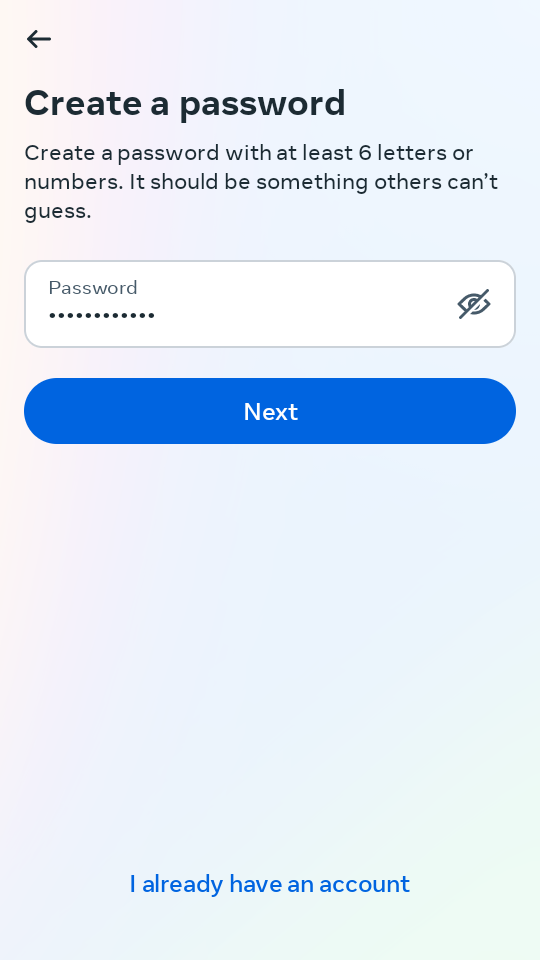 Create a password
Create a password with at least 6 letters or
numbers. It should be something others can’t
guess.
Password
••••••••••••
Next
I already have an account